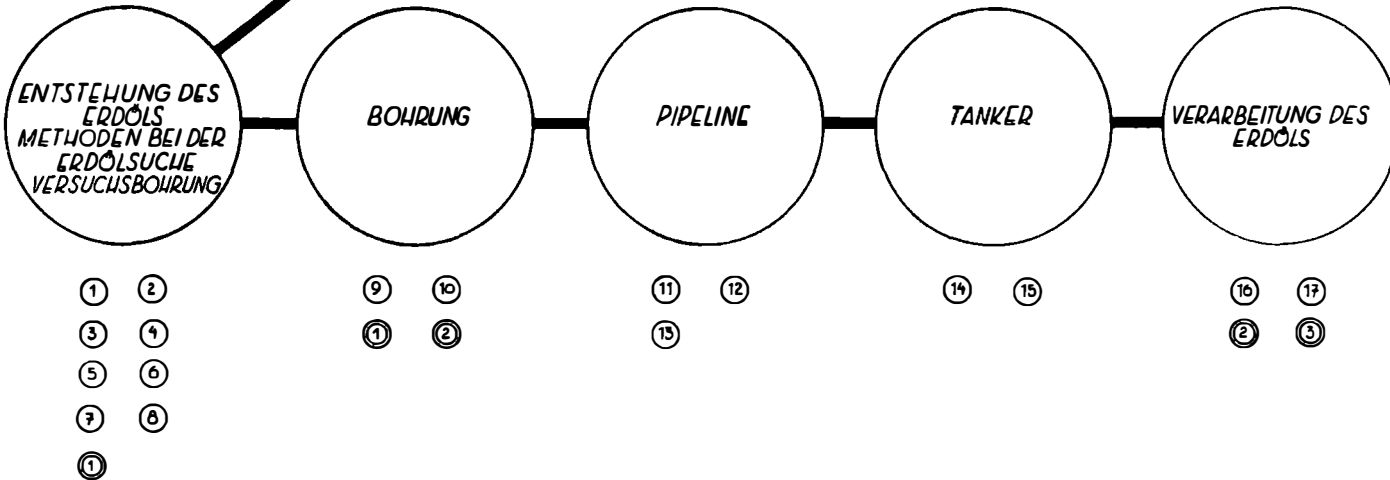 ENTSTEHUNG DES
ERDÖLS
METHODEN BEI DER
ERDÖLSUCHE
VERSUCHSBOHRUNG
BOHRUNG
PIPELINE
TANKER
VERARBEITUNG DES
ERDÖLS
1 2
3 4
5 6
7 8
1
9 10
1 2
11 12
13
14 15
16 17
2 3